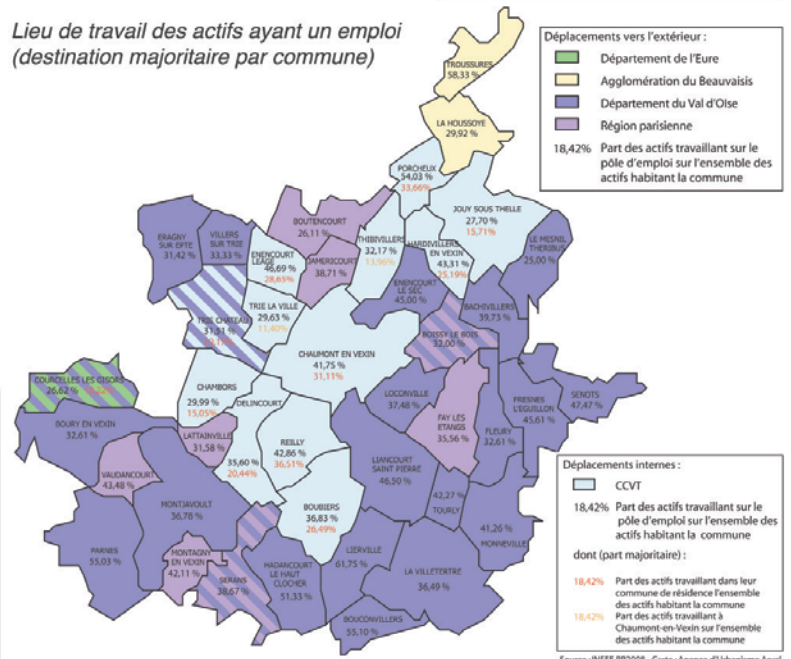 Lieu de travail des actifs ayant un emploi
(destination majoritaire par commune)
Déplacements vers l'extérieur :
Département de l'Eure
Agglomération du Beauvaisis
Département du Val d'OIse
Région parisienne
18,42% Part des actifs travaillant sur le
pôle d'emploi sur l'ensemble des
actifs habitant la commune
TROUSSURES
58,33 %
LA HOUSSOYE
29,92 %
PORCHEUX
54,03 %
33,66%
JOUY SOUS THELLE
27,70 %
15,71%
LE MESNIL
THERIBUS
25,00 %
BOUTENCOURT
26,11 %
ERAGNY
SUR EPTE
31,42 %
VILLERS
SUR TRIE
33,33 %
ENENCOURT
LEAGE
46,69 %
28,65%
JAMERICOURT
38,71 %
THIBIVILLERS
32,17 %
13,96%
HARDIVILLERS
EN VEXIN
43,31 %
25,19%
ENENCOURT
LE SEC
45,00 %
BACHIVILLERS
39,73 %
TRIE CHATEAU
31,51 %
TRIE LA VILLE
29,63 %
11,40%
BOISSY LE BOIS
32,00 %
CHAUMONT EN VEXIN
41,75 %
31,11%
COURCELLES LES GISORS
26,62 %
CHAMBORS
29,99 %
15,05%
DELINCOURT
35,60 %
20,44%
LOCONVILLE
37,48 %
FAY LES
ETANGS
35,56 %
FLEURY
32,61 %
FRESNES
L'EGUILLON
45,61 %
SENOTS
47,47 %
BOURY EN VEXIN
32,61 %
LATTAINVILLE
31,58 %
REILLY
42,86 %
36,51%
LIANCOURT
SAINT PIERRE
46,50 %
VAUDANCOURT
43,48 %
MONTJAVOULT
36,78 %
BOUBIERS
36,83 %
26,49%
42,27 %
TOURLY
41,26 %
MONNEVILLE
PARNES
55,03 %
MONTAGNY
EN VEXIN
42,11 %
SERANS
38,67 %
HADANCOURT
LE HAUT
CLOCHER
51,33 %
LIERVILLE
61,75 %
LA VILLETERTRE
36,49 %
BOUCONVILLERS
55,10 %
Déplacements internes :
CCVT
18,42% Part des actifs travaillant sur le
pôle d'emploi sur l'ensemble des
actifs habitant la commune
dont (part majoritaire) :
18,42% Part des actifs travaillant dans leur
commune de résidence l'ensemble
des actifs habitant la commune
18,42% Part des actifs travaillant à
Chaumont-en-Vexin sur l'ensemble
des actifs habitant la commune